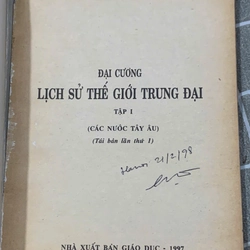 ĐẠI CƯƠNG
LỊCH SỬ THẾ GIỚI TRUNG ĐẠI
TẬP I
(CÁC NƯỚC TÂY ÂU)
(Tái bản lần thứ 1)
Hanoi 21/2/98
NHÀ XUẤT BẢN GIÁO DỤC - 1997